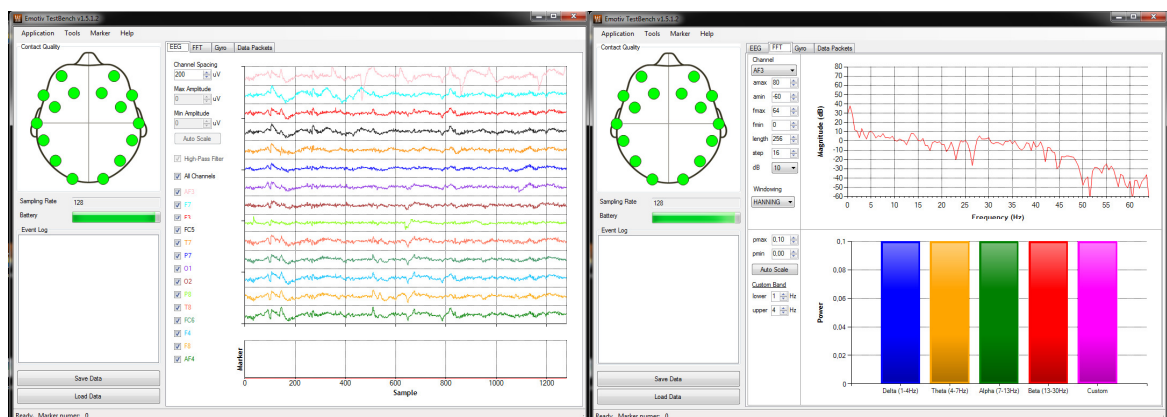 Emotiv TestBench v1.5.1.2
Application Tools Marker Help
Contact Quality
EEG FFT Gyro Data Packets
Channel Spacing
200 uV
Max Amplitude
0 uV
Min Amplitude
0 uV
Auto Scale
High-Pass Filter
All Channels
AF3
F7
F3
FC5
T7
P7
O1
O2
P8
T8
FC6
F4
F8
AF4
Sampling Rate 128
Battery
Event Log
Save Data
Load Data
Marker
0 200 400 600 800 1000 1200
Sample
Ready Marker numer: 0
Emotiv TestBench v1.5.1.2
Application Tools Marker Help
Contact Quality
EEG FFT Gyro Data Packets
Channel
AF3
amax 80
amin -60
fmax 64
fmin 0
length 256
step 16
dB 10
Windowing
HANNING
Sampling Rate 128
Battery
Event Log
Save Data
Load Data
Magnitude (dB)
80
70
60
50
40
30
20
10
0
-10
-20
-30
-40
-50
-60
0 5 10 15 20 25 30 35 40 45 50 55 60
Frequency (Hz)
pmax 0,10
pmin 0,00
Auto Scale
Custom Band
lower 1 Hz
upper 4 Hz
Power
0,1
0,08
0,06
0,04
0,02
0
Delta (1-4Hz) Theta (4-7Hz) Alpha (7-13Hz) Beta (13-30Hz) Custom
Ready Marker numer: 0